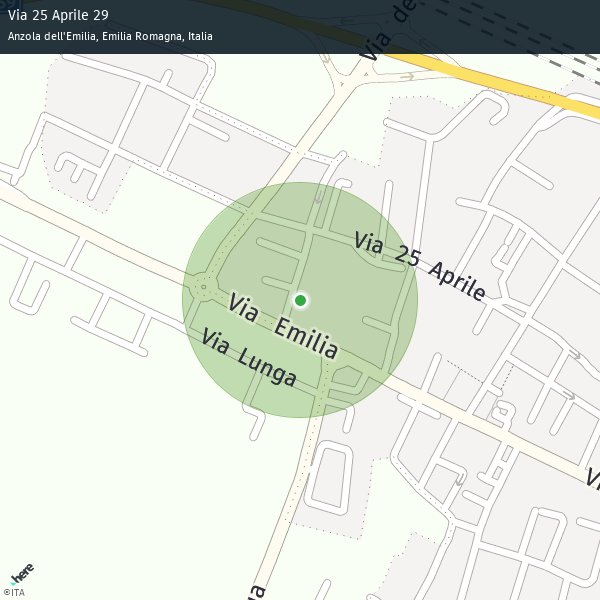 Via 25 Aprile 29
Anzola dell'Emilia, Emilia Romagna, Italia
Via de
Via 25 Aprile
Via Emilia
Via Lunga
here
©ITA